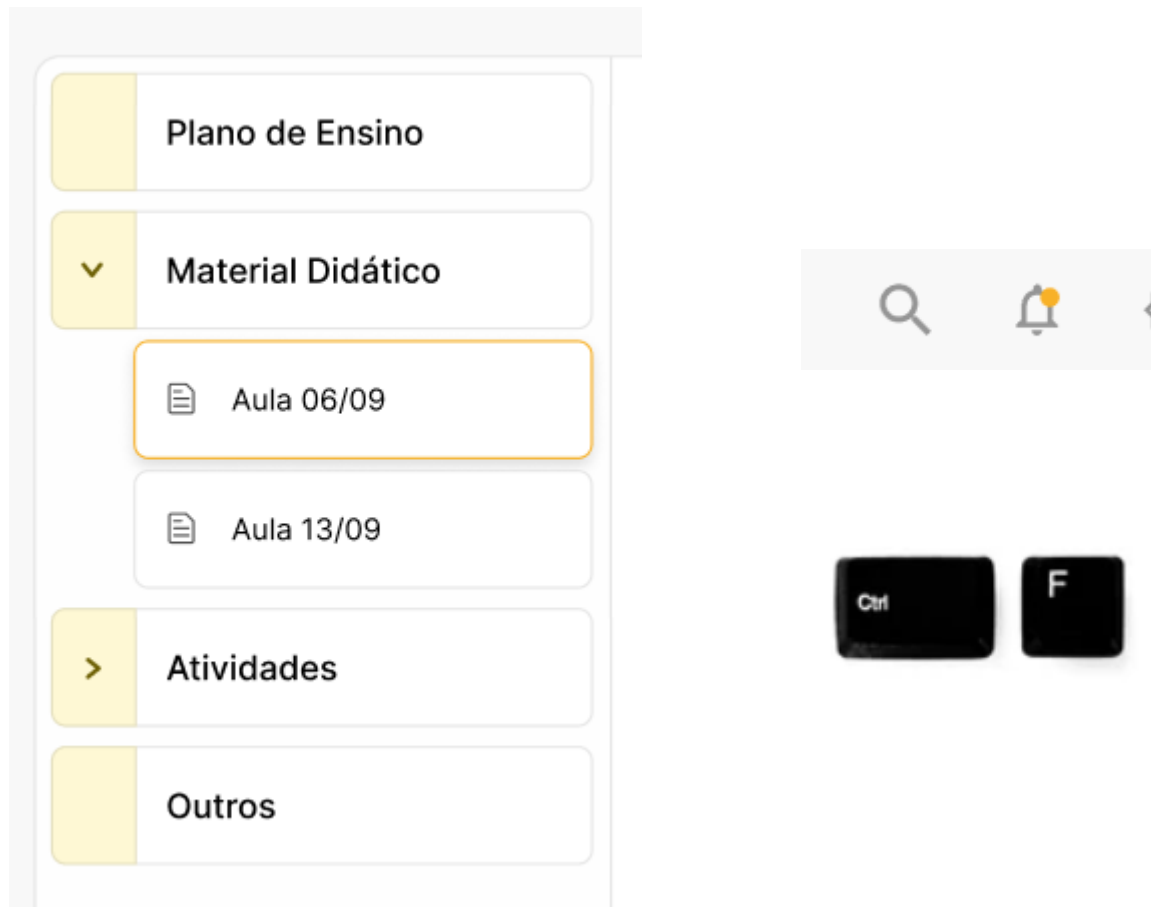 Plano de Ensino
Material Didático
Aula 06/09
Aula 13/09
Atividades
Outros
Ctrl
F